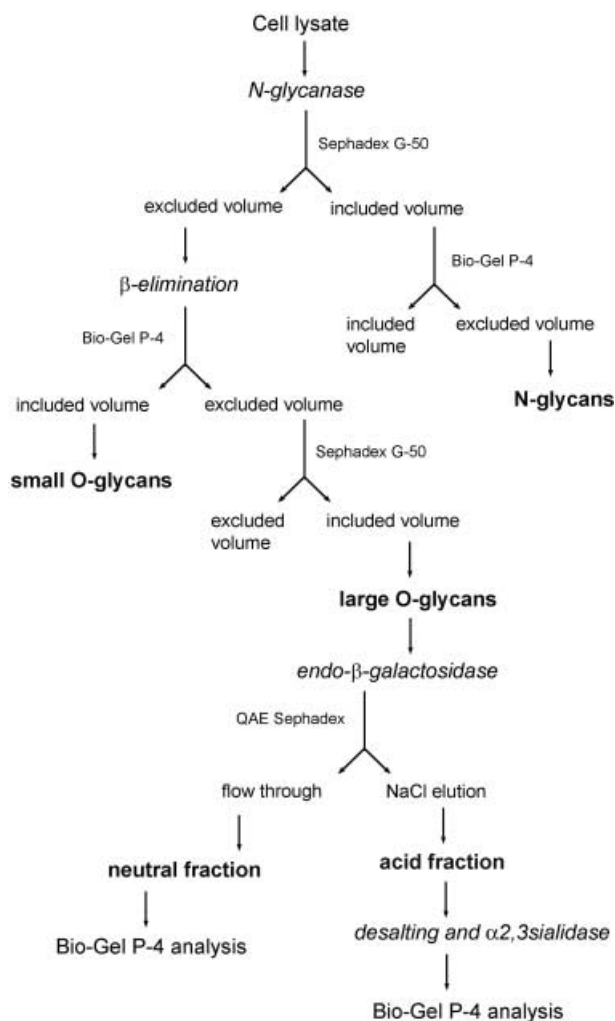 Cell lysate
N-glycanase
Sephadex G-50
excluded volume
included volume
Bio-Gel P-4
β-elimination
Bio-Gel P-4
included
volume
excluded volume
N-glycans
included volume
excluded volume
small O-glycans
Sephadex G-50
excluded
volume
included volume
large O-glycans
endo-β-galactosidase
QAE Sephadex
flow through
NaCl elution
neutral fraction
acid fraction
Bio-Gel P-4 analysis
desalting and α2,3sialidase
Bio-Gel P-4 analysis